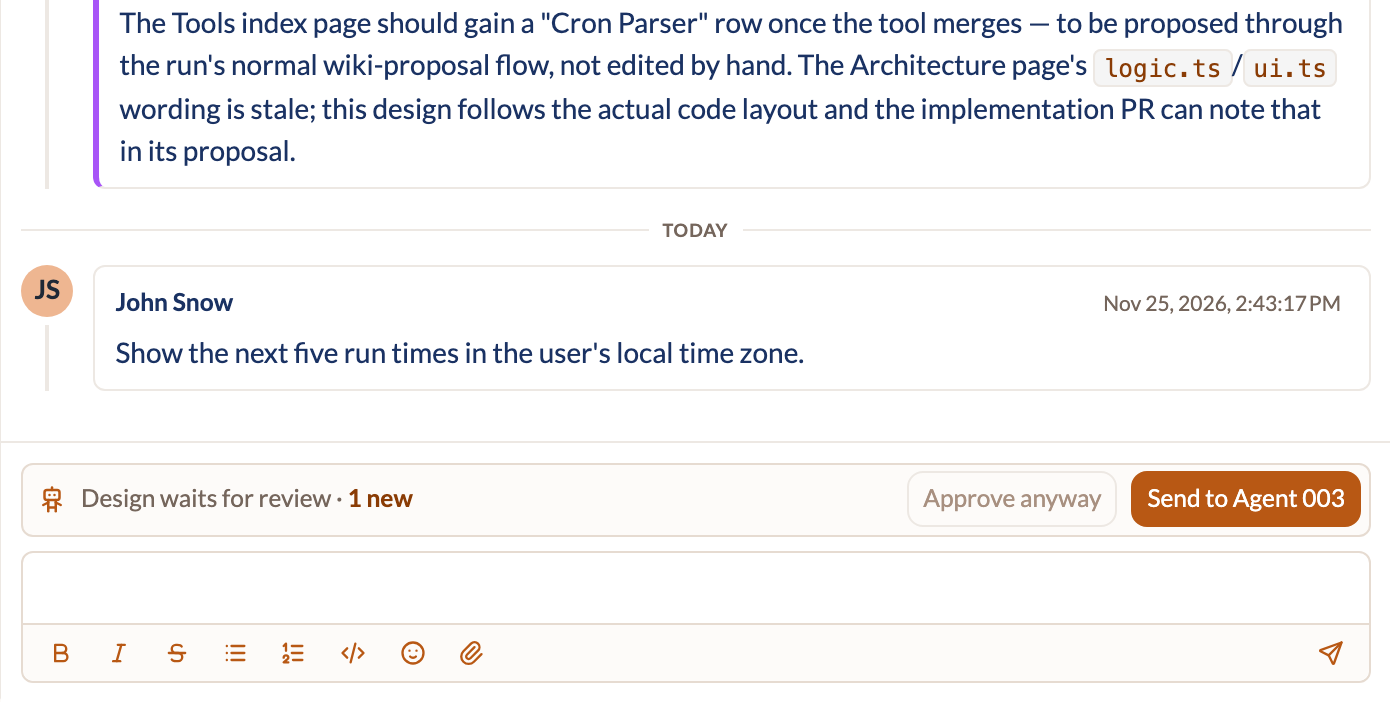 The Tools index page should gain a "Cron Parser" row once the tool merges — to be proposed through
the run's normal wiki-proposal flow, not edited by hand. The Architecture page's logic.ts/ui.ts
wording is stale; this design follows the actual code layout and the implementation PR can note that
in its proposal.
TODAY
JS
John Snow
Nov 25, 2026, 2:43:17 PM
Show the next five run times in the user's local time zone.
Design waits for review · 1 new
Approve anyway
Send to Agent 003